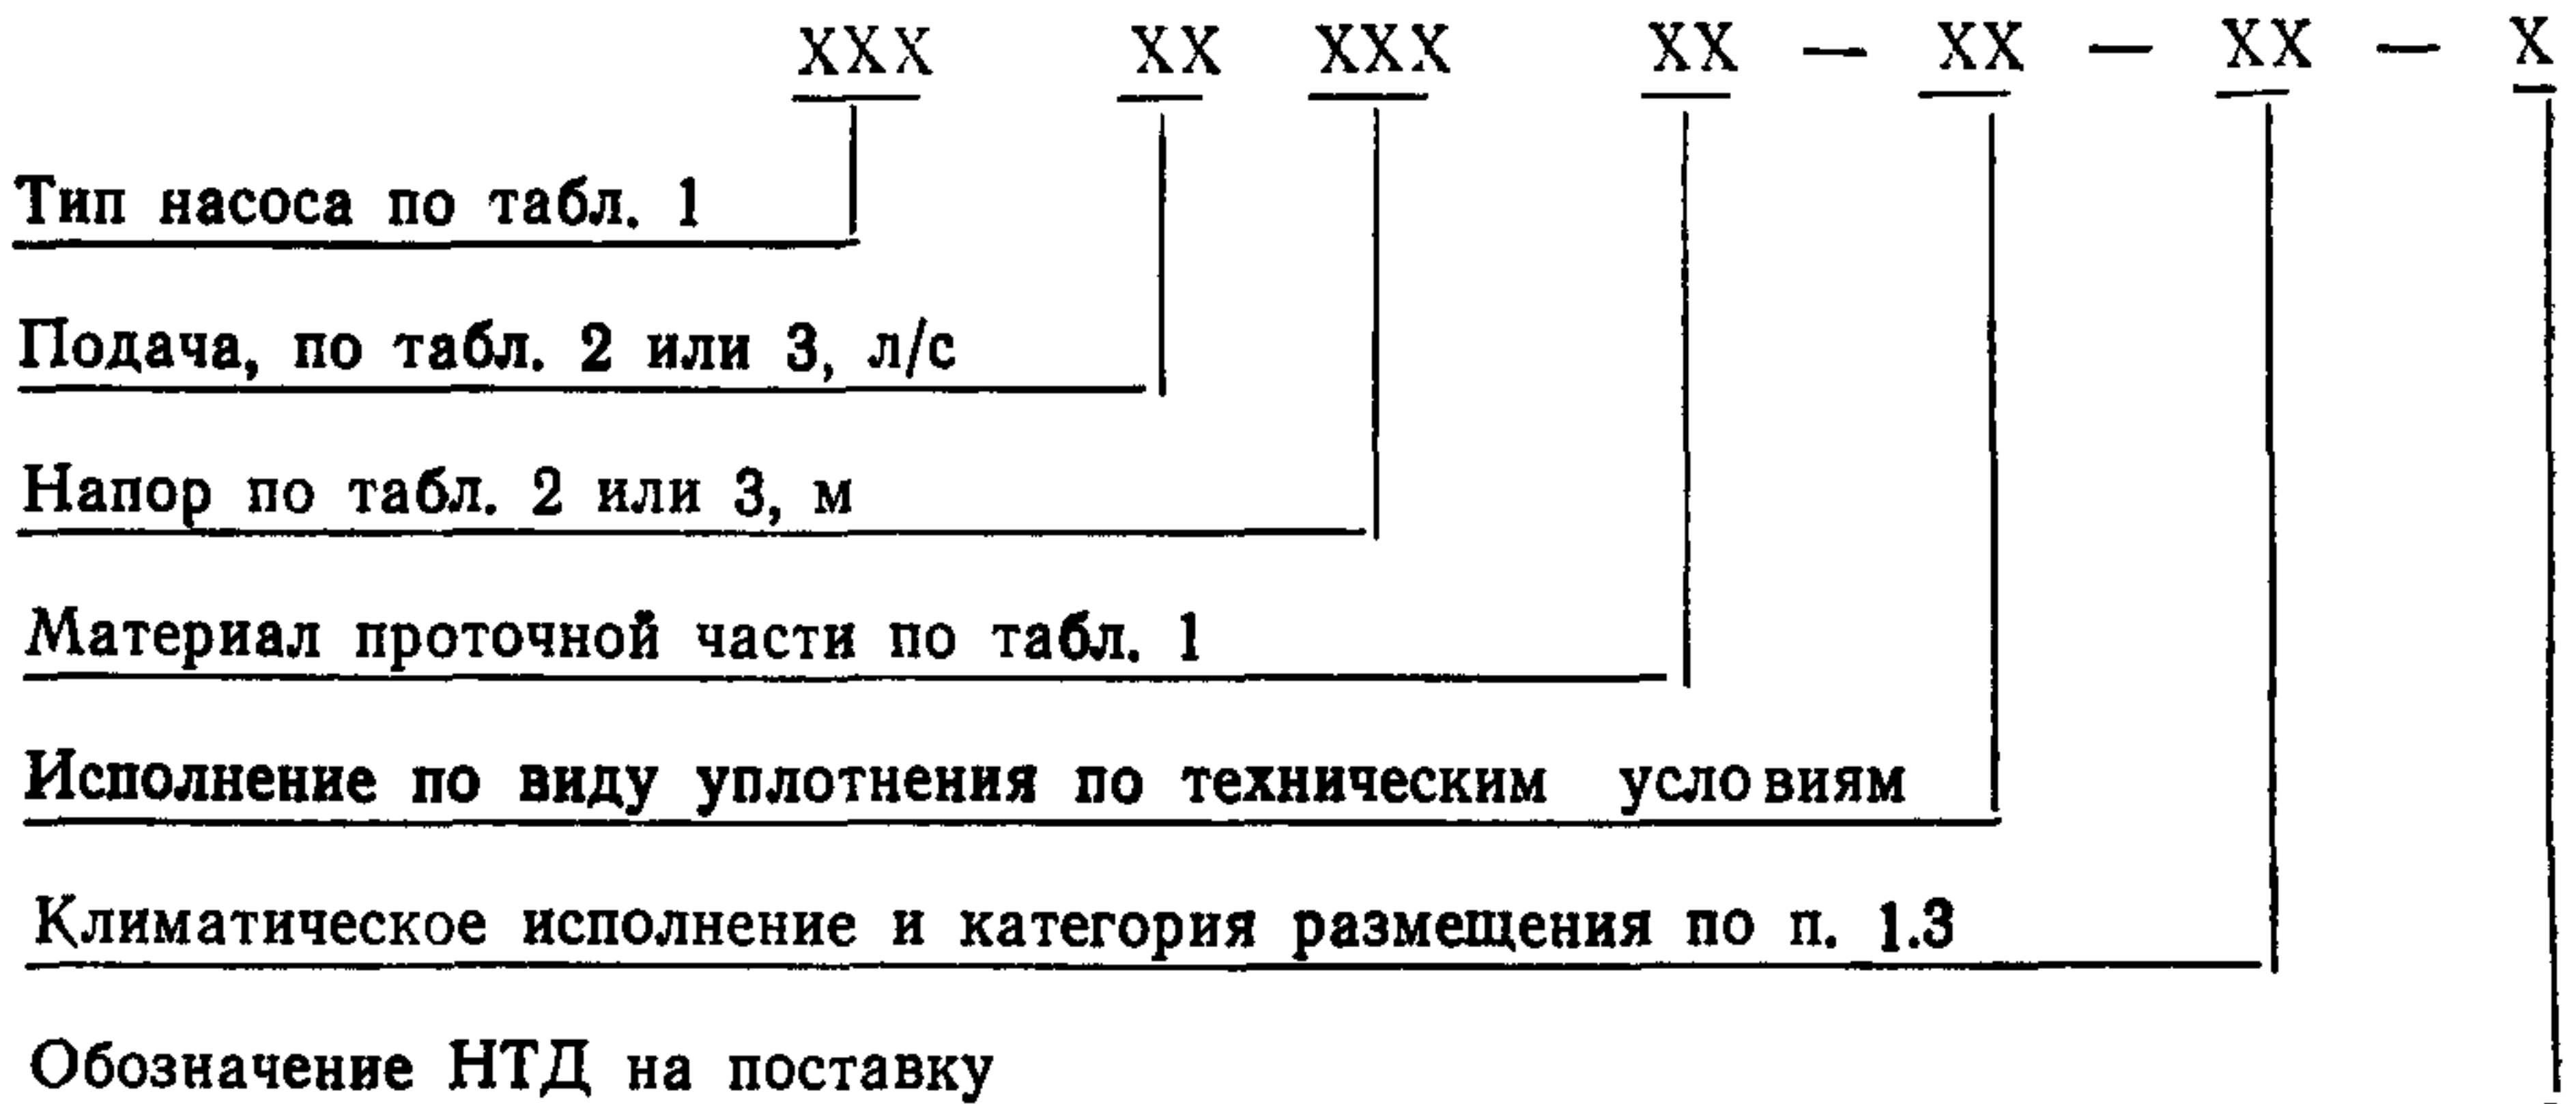 XXX XX XXX XX — XX — XX — X
Тип насоса по табл. 1
Подача, по табл. 2 или 3, л/с
Напор по табл. 2 или 3, м
Материал проточной части по табл. 1
Исполнение по виду уплотнения по техническим условиям
Климатическое исполнение и категория размещения по п. 1.3
Обозначение НТД на поставку